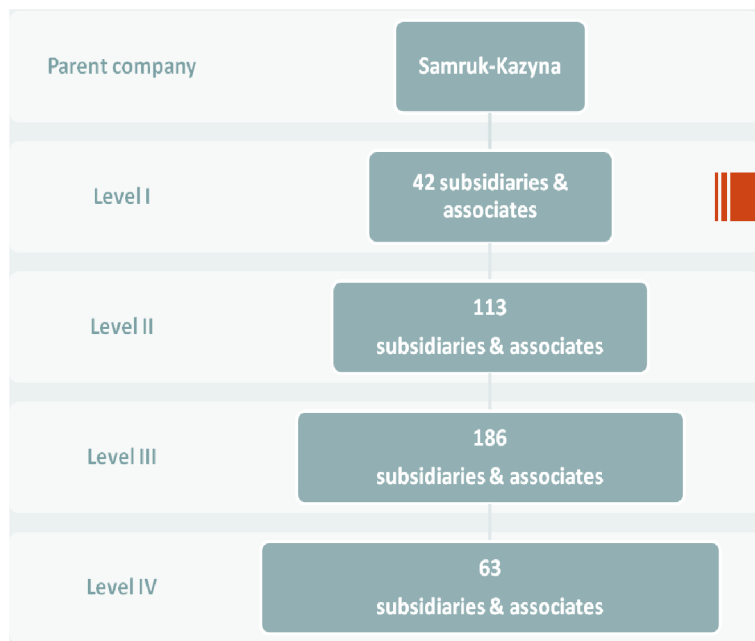 Parent company
Samruk-Kazyna
Level I
42 subsidiaries &
associates
Level II
113
subsidiaries & associates
Level III
186
subsidiaries & associates
Level IV
63
subsidiaries & associates